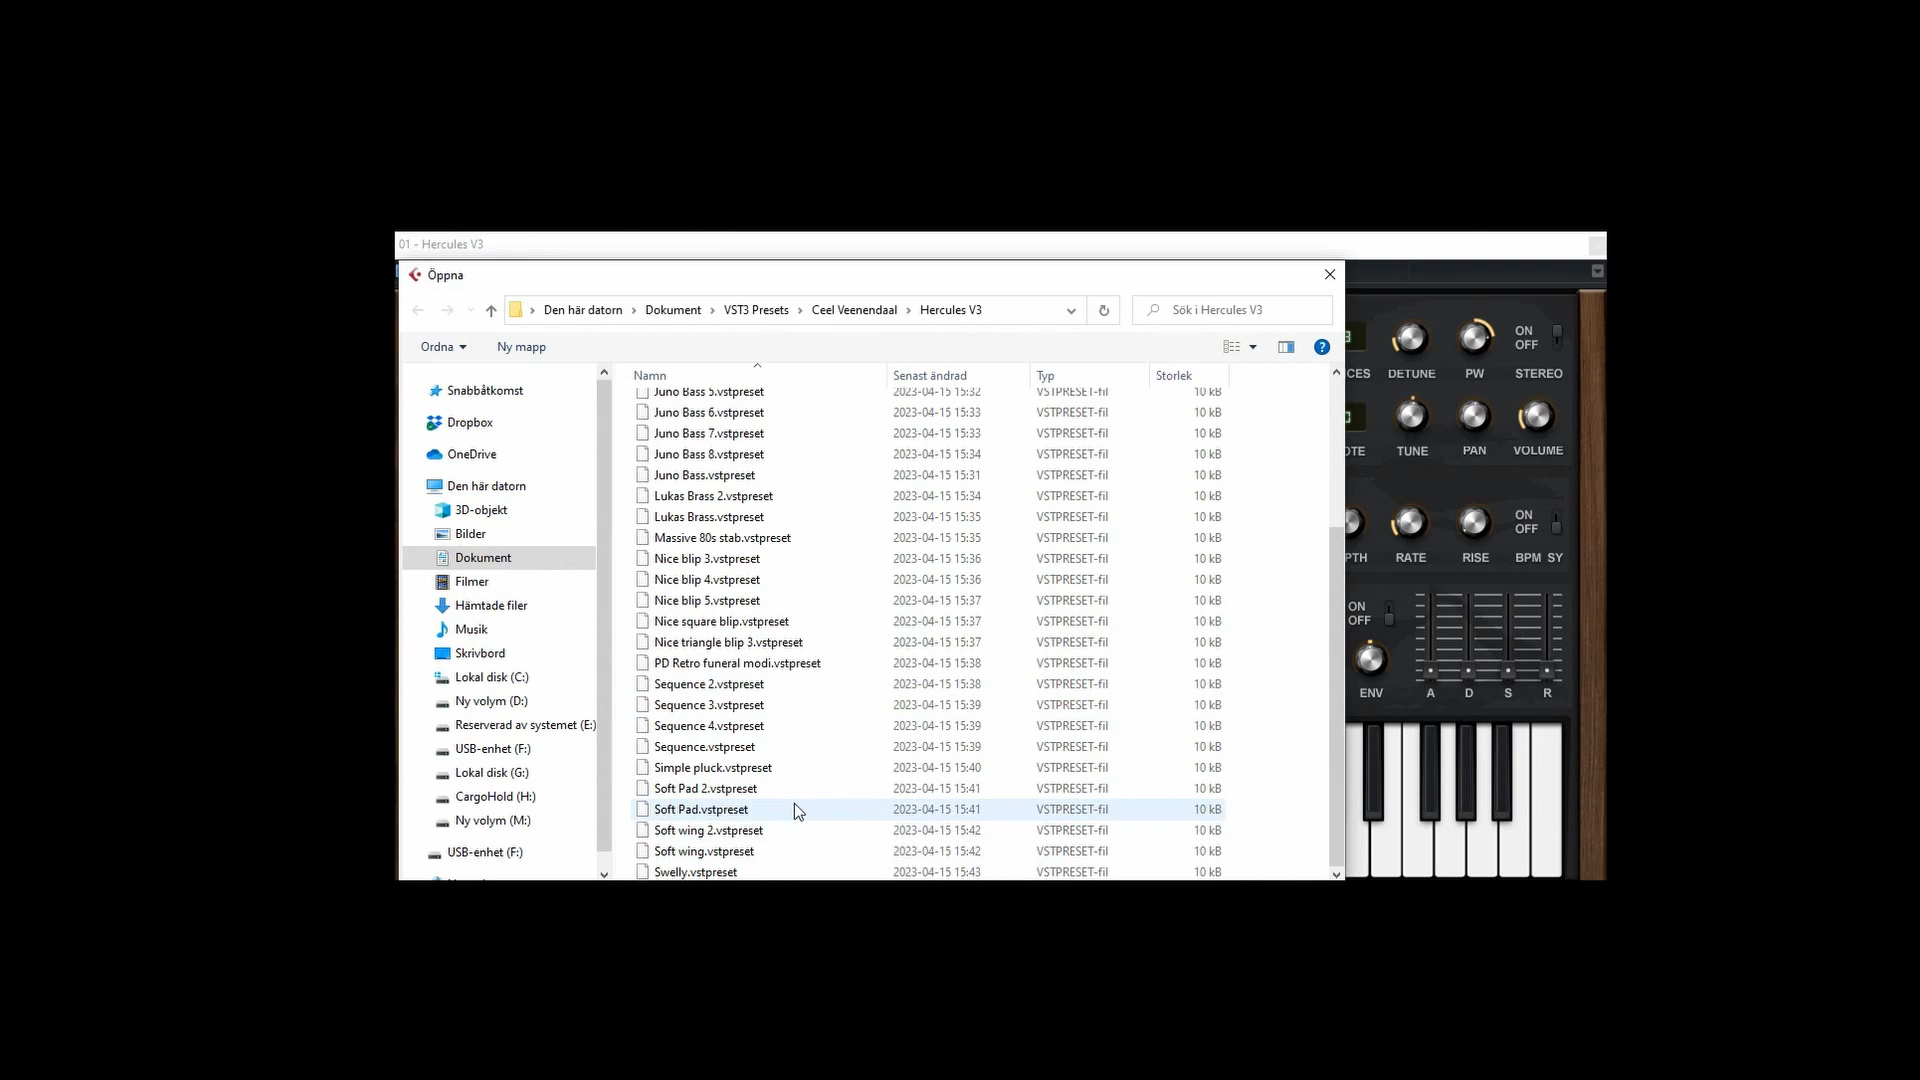 01 - Hercules V3
Öppna
Den här datorn > Dokument > VST3 Presets > Ceel Veenendaal > Hercules V3
Sök i Hercules V3
Ordna
Ny mapp
Snabbåtkomst
Dropbox
OneDrive
Den här datorn
3D-objekt
Bilder
Dokument
Filmer
Hämtade filer
Musik
Skrivbord
Lokal disk (C:)
Ny volym (D:)
Reserverad av systemet (E:)
USB-enhet (F:)
Lokal disk (G:)
CargoHold (H:)
Ny volym (M:)
USB-enhet (F:)
Namn Senast ändrad Typ Storlek
Juno Bass 5.vstpreset 2023-04-15 15:32 VSTPRESET-fil 10 kB
Juno Bass 6.vstpreset 2023-04-15 15:33 VSTPRESET-fil 10 kB
Juno Bass 7.vstpreset 2023-04-15 15:33 VSTPRESET-fil 10 kB
Juno Bass 8.vstpreset 2023-04-15 15:34 VSTPRESET-fil 10 kB
Juno Bass.vstpreset 2023-04-15 15:31 VSTPRESET-fil 10 kB
Lukas Brass 2.vstpreset 2023-04-15 15:34 VSTPRESET-fil 10 kB
Lukas Brass.vstpreset 2023-04-15 15:35 VSTPRESET-fil 10 kB
Massive 80s stab.vstpreset 2023-04-15 15:35 VSTPRESET-fil 10 kB
Nice blip 3.vstpreset 2023-04-15 15:36 VSTPRESET-fil 10 kB
Nice blip 4.vstpreset 2023-04-15 15:36 VSTPRESET-fil 10 kB
Nice blip 5.vstpreset 2023-04-15 15:37 VSTPRESET-fil 10 kB
Nice square blip.vstpreset 2023-04-15 15:37 VSTPRESET-fil 10 kB
Nice triangle blip 3.vstpreset 2023-04-15 15:37 VSTPRESET-fil 10 kB
PD Retro funeral modi.vstpreset 2023-04-15 15:38 VSTPRESET-fil 10 kB
Sequence 2.vstpreset 2023-04-15 15:38 VSTPRESET-fil 10 kB
Sequence 3.vstpreset 2023-04-15 15:39 VSTPRESET-fil 10 kB
Sequence 4.vstpreset 2023-04-15 15:39 VSTPRESET-fil 10 kB
Sequence.vstpreset 2023-04-15 15:39 VSTPRESET-fil 10 kB
Simple pluck.vstpreset 2023-04-15 15:40 VSTPRESET-fil 10 kB
Soft Pad 2.vstpreset 2023-04-15 15:41 VSTPRESET-fil 10 kB
Soft Pad.vstpreset 2023-04-15 15:41 VSTPRESET-fil 10 kB
Soft wing 2.vstpreset 2023-04-15 15:42 VSTPRESET-fil 10 kB
Soft wing.vstpreset 2023-04-15 15:42 VSTPRESET-fil 10 kB
Swelly.vstpreset 2023-04-15 15:43 VSTPRESET-fil 10 kB
ON
OFF
CES DETUNE PW STEREO
OTE TUNE PAN VOLUME
ON
OFF
PTH RATE RISE BPM SY
ON
OFF
ENV A D S R